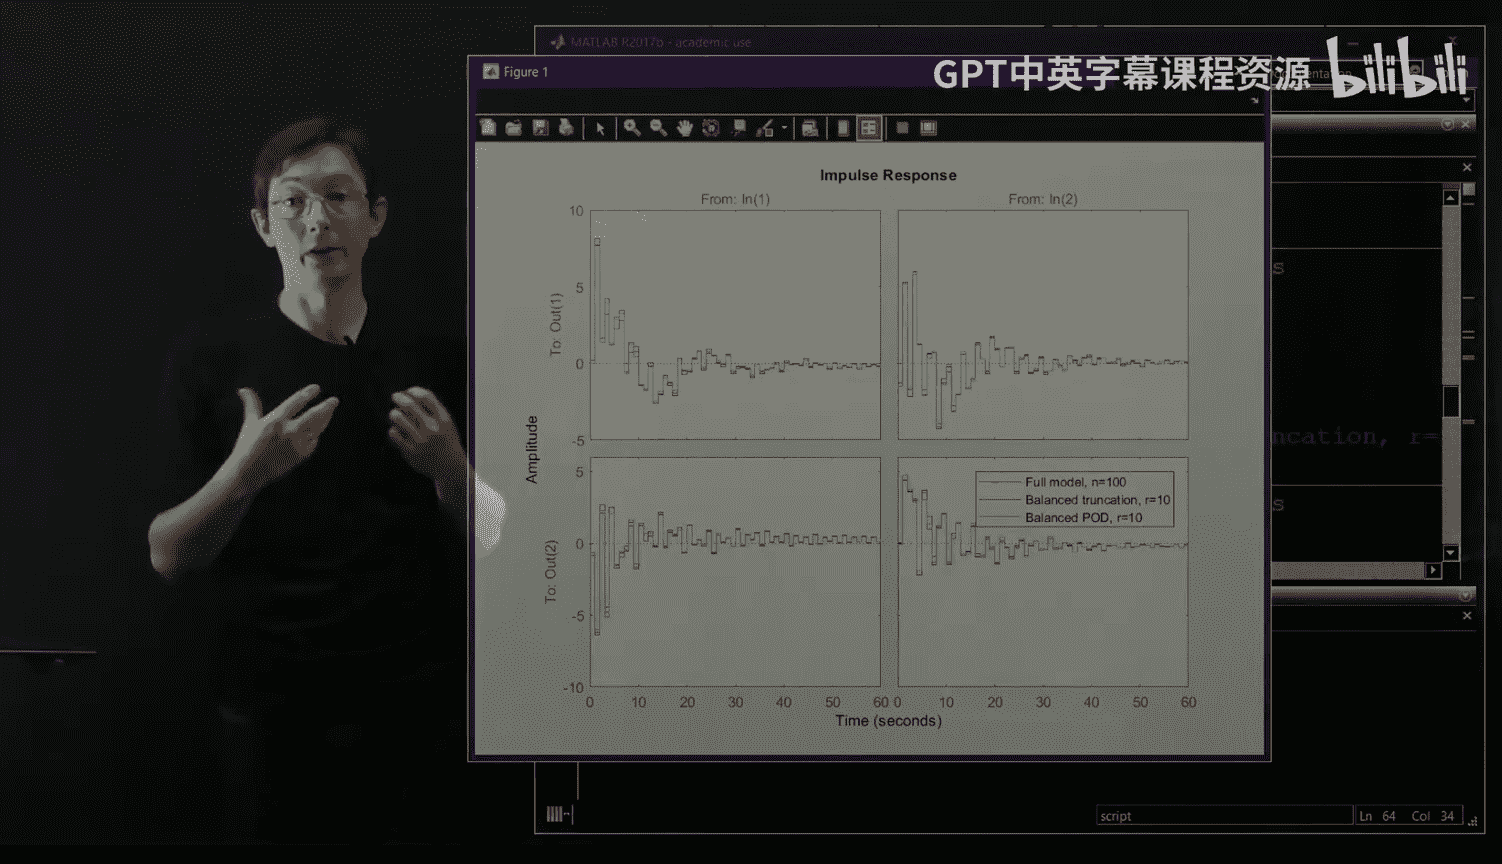 MATLAB R2017b - academic use
Figure 1
GPT中英字幕课程资源 bilibili
Impulse Response
From: In(1) From: In(2)
To: Out(1)
To: Out(2)
Amplitude
10
5
0
-5
5
0
-5
-10
Full model, n=100
Balanced truncation, r=10
Balanced POD, r=10
0 10 20 30 40 50 60 0 10 20 30 40 50 60
Time (seconds)
s
ncation, r=
s
script Ln 64 Col 34